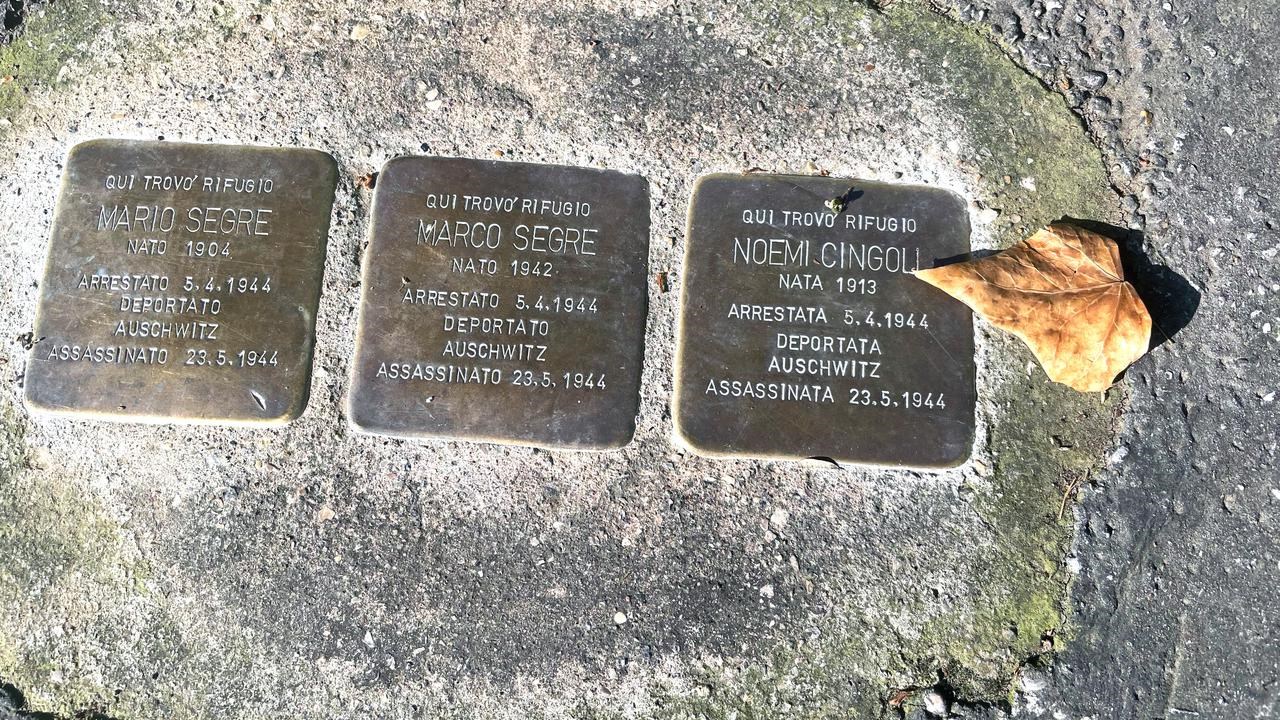 QUI TROVO' RIFUGIO
MARIO SEGRE
NATO 1904
ARRESTATO 5.4.1944
DEPORTATO
AUSCHWITZ
ASSASSINATO 23.5.1944
QUI TROVO' RIFUGIO
MARCO SEGRE
NATO 1942
ARRESTATO 5.4.1944
DEPORTATO
AUSCHWITZ
ASSASSINATO 23.5.1944
QUI TROVO' RIFUGIO
NOEMI CINGOLI
NATA 1913
ARRESTATA 5.4.1944
DEPORTATA
AUSCHWITZ
ASSASSINATA 23.5.1944